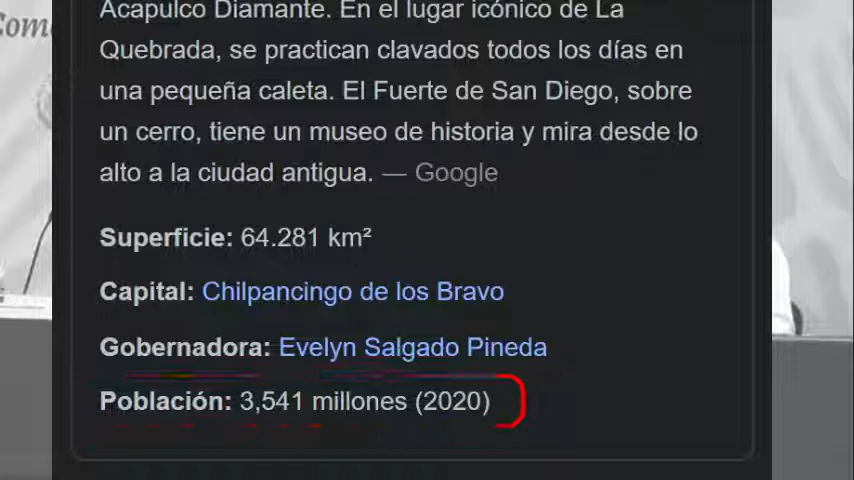 Com
Acapulco Diamante. En el lugar icónico de La
Quebrada, se practican clavados todos los días en
una pequeña caleta. El Fuerte de San Diego, sobre
un cerro, tiene un museo de historia y mira desde lo
alto a la ciudad antigua. — Google
Superficie: 64.281 km²
Capital: Chilpancingo de los Bravo
Gobernadora: Evelyn Salgado Pineda
Población: 3,541 millones (2020)